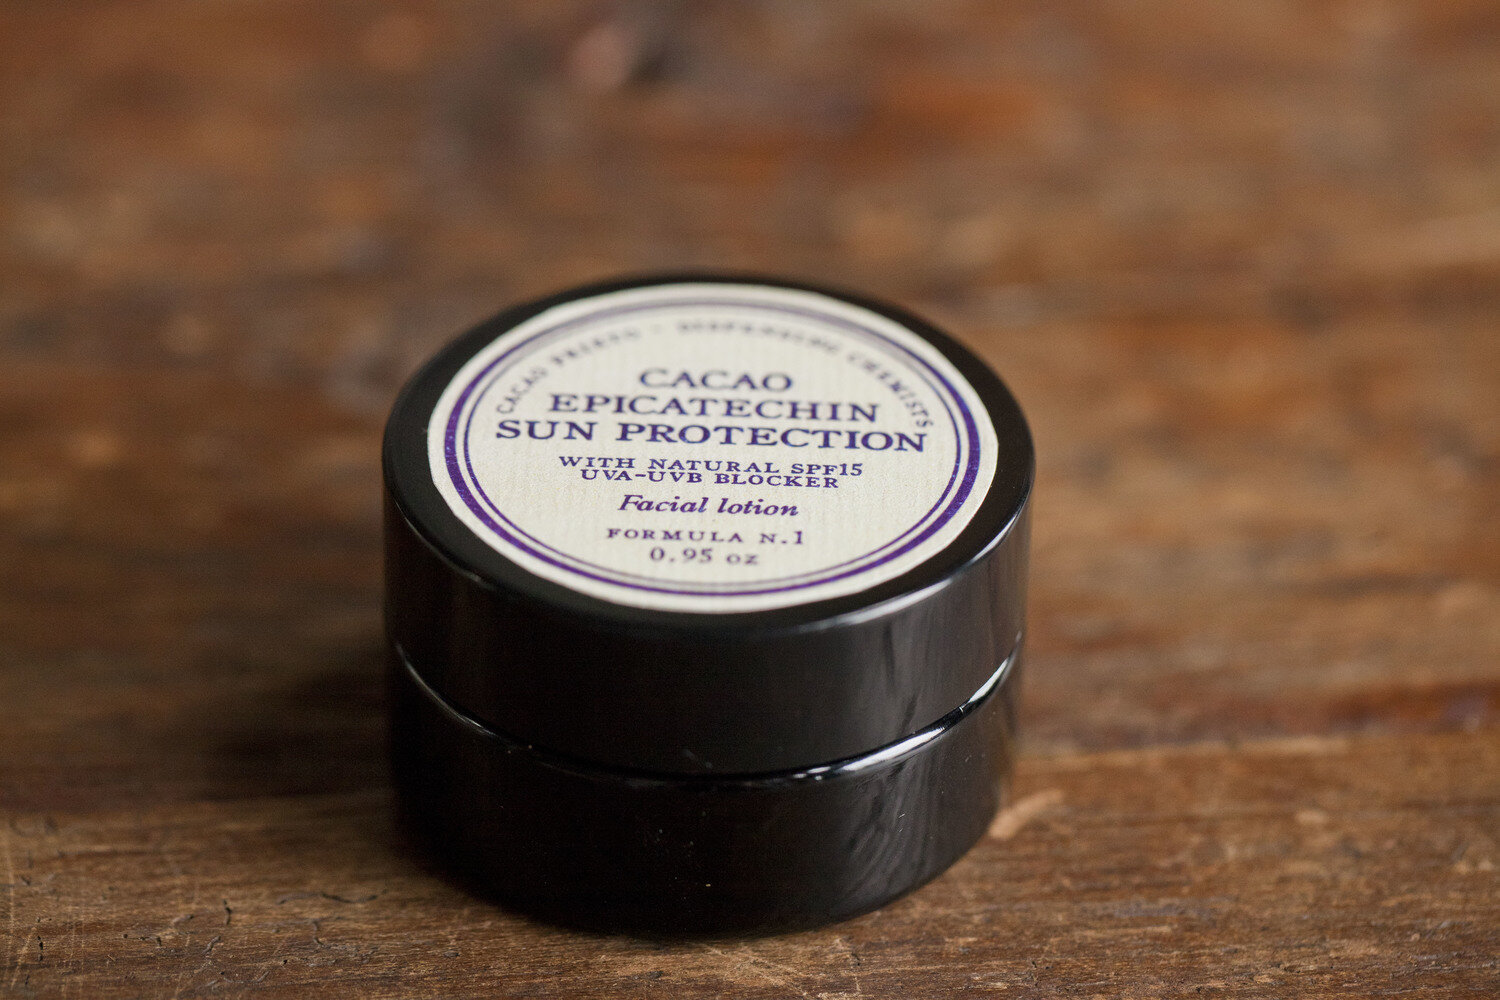 CACAO PRIETO · DISPENSING CHEMISTS
CACAO
EPICATECHIN
SUN PROTECTION
WITH NATURAL SPF15
UVA-UVB BLOCKER
Facial lotion
FORMULA N.1
0.95 oz